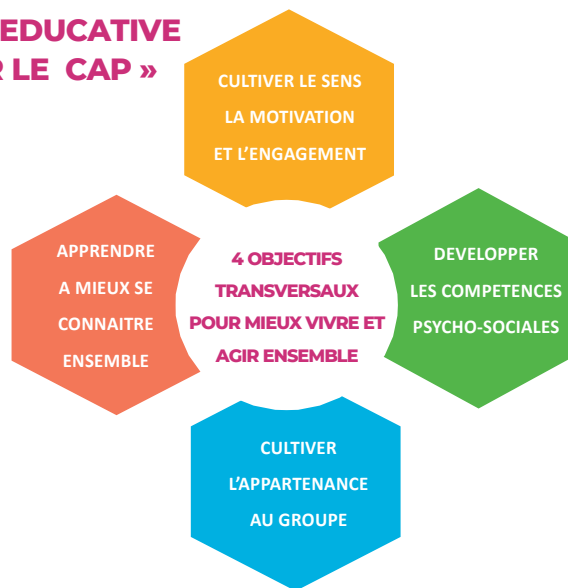 EDUCATIVE
R LE CAP »
CULTIVER LE SENS
LA MOTIVATION
ET L’ENGAGEMENT
APPRENDRE
A MIEUX SE
CONNAITRE
ENSEMBLE
4 OBJECTIFS
TRANSVERSAUX
POUR MIEUX VIVRE ET
AGIR ENSEMBLE
DEVELOPPER
LES COMPETENCES
PSYCHO-SOCIALES
CULTIVER
L’APPARTENANCE
AU GROUPE